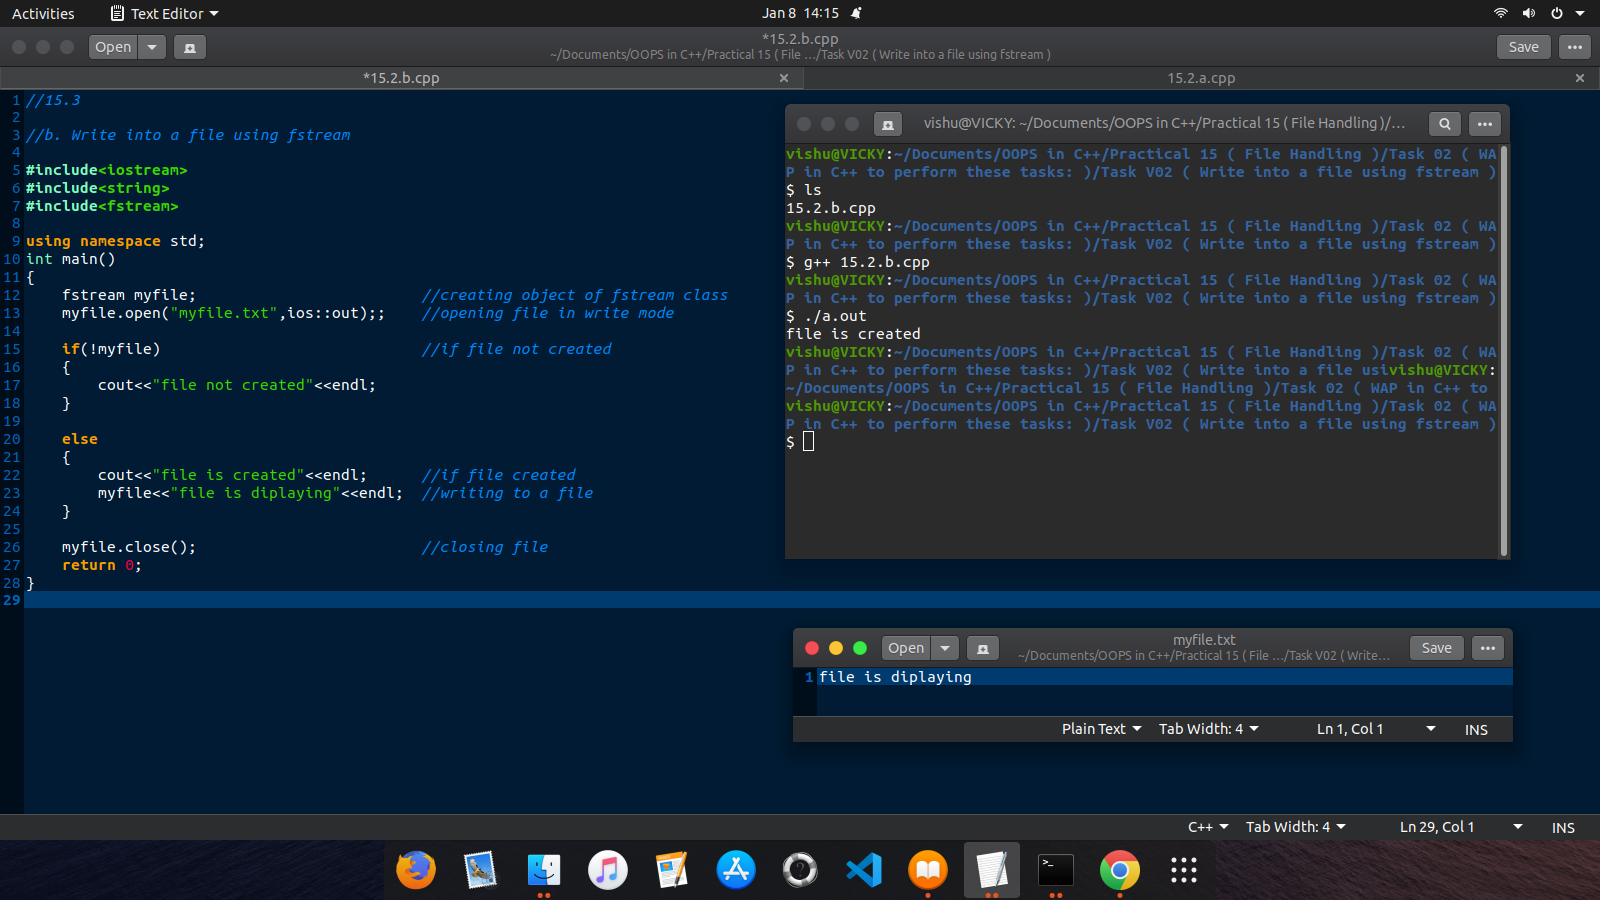 Activities
Text Editor
Jan 8 14:15
Open
*15.2.b.cpp
~/Documents/OOPS in C++/Practical 15 ( File .../Task V02 ( Write into a file using fstream )
Save
*15.2.b.cpp
15.2.a.cpp
1 //15.3
2
3 //b. Write into a file using fstream
4
5 #include<iostream>
6 #include<string>
7 #include<fstream>
8
9 using namespace std;
10 int main()
11 {
12     fstream myfile;                         //creating object of fstream class
13     myfile.open("myfile.txt",ios::out);;    //opening file in write mode
14
15     if(!myfile)                             //if file not created
16     {
17         cout<<"file not created"<<endl;
18     }
19
20     else
21     {
22         cout<<"file is created"<<endl;      //if file created
23         myfile<<"file is diplaying"<<endl;  //writing to a file
24     }
25
26     myfile.close();                         //closing file
27     return 0;
28 }
29
vishu@VICKY: ~/Documents/OOPS in C++/Practical 15 ( File Handling )/...
vishu@VICKY:~/Documents/OOPS in C++/Practical 15 ( File Handling )/Task 02 ( WA
P in C++ to perform these tasks: )/Task V02 ( Write into a file using fstream )
$ ls
15.2.b.cpp
vishu@VICKY:~/Documents/OOPS in C++/Practical 15 ( File Handling )/Task 02 ( WA
P in C++ to perform these tasks: )/Task V02 ( Write into a file using fstream )
$ g++ 15.2.b.cpp
vishu@VICKY:~/Documents/OOPS in C++/Practical 15 ( File Handling )/Task 02 ( WA
P in C++ to perform these tasks: )/Task V02 ( Write into a file using fstream )
$ ./a.out
file is created
vishu@VICKY:~/Documents/OOPS in C++/Practical 15 ( File Handling )/Task 02 ( WA
P in C++ to perform these tasks: )/Task V02 ( Write into a file usivishu@VICKY:
~/Documents/OOPS in C++/Practical 15 ( File Handling )/Task 02 ( WAP in C++ to
vishu@VICKY:~/Documents/OOPS in C++/Practical 15 ( File Handling )/Task 02 ( WA
P in C++ to perform these tasks: )/Task V02 ( Write into a file using fstream )
$
Open
myfile.txt
~/Documents/OOPS in C++/Practical 15 ( File .../Task V02 ( Write...
Save
1 file is diplaying
Plain Text
Tab Width: 4
Ln 1, Col 1
INS
C++
Tab Width: 4
Ln 29, Col 1
INS